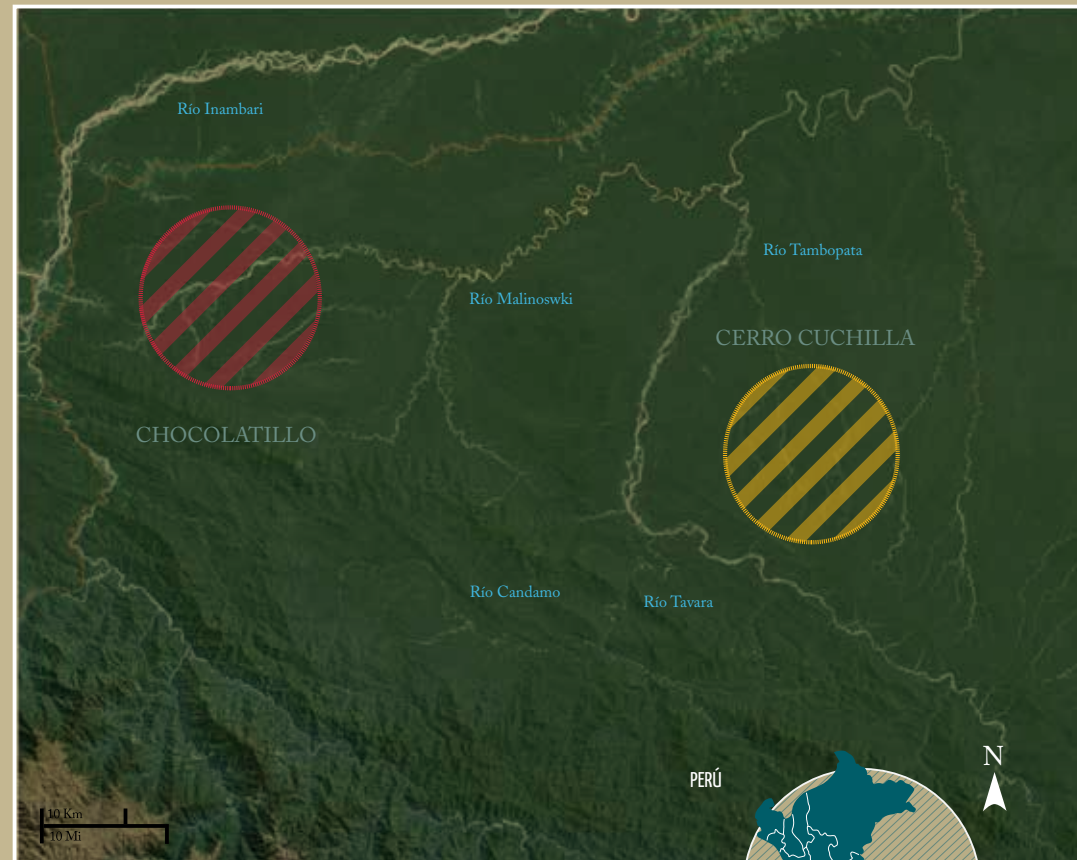 Río Inambari
Río Tambopata
Río Malinoswki
CERRO CUCHILLA
CHOCOLATILLO
Río Candamo
Río Tavara
N
PERÚ
10 Km
10 Mi